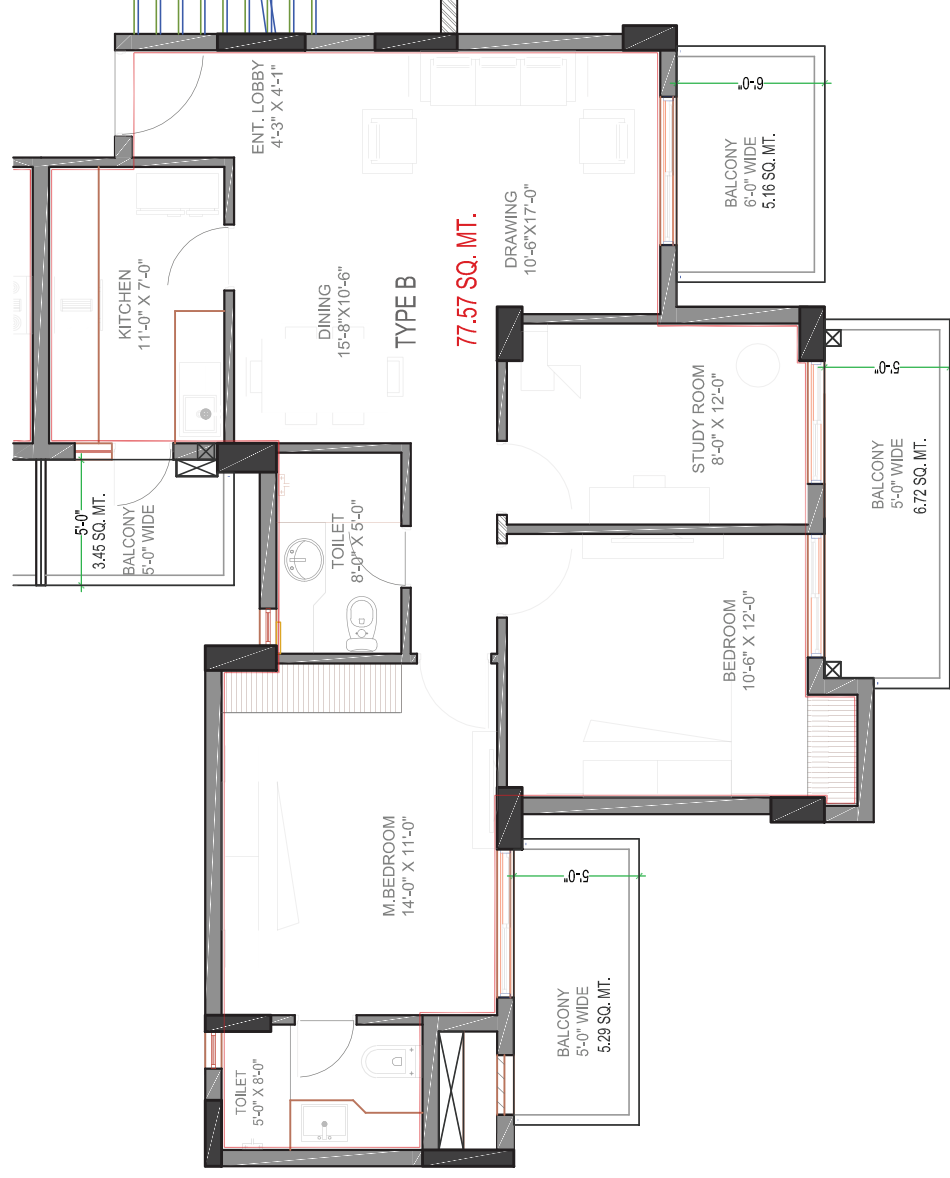 ENT. LOBBY
4'-3" X 4'-1"
6'-0"
BALCONY
6'-0" WIDE
5.16 SQ. MT.
KITCHEN
11'-0" X 7'-0"
DINING
15'-8"X10'-6"
TYPE B
77.57 SQ. MT.
DRAWING
10'-6"X17'-0"
STUDY ROOM
8'-0" X 12'-0"
5'-0"
BALCONY
5'-0" WIDE
6.72 SQ. MT.
5'-0"
3.45 SQ. MT.
BALCONY
5'-0" WIDE
TOILET
8'-0" X 5'-0"
BEDROOM
10'-6" X 12'-0"
M.BEDROOM
14'-0" X 11'-0"
5'-0"
BALCONY
5'-0" WIDE
5.29 SQ. MT.
TOILET
5'-0" X 8'-0"